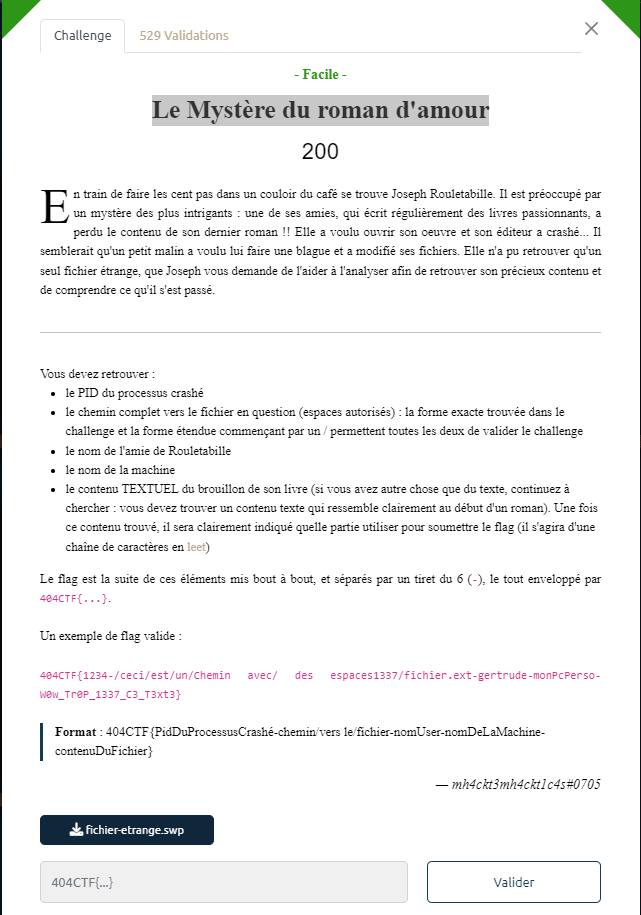 Challenge
529 Validations
- Facile -
Le Mystère du roman d'amour
200
En train de faire les cent pas dans un couloir du café se trouve Joseph Rouletabille. Il est préoccupé par
un mystère des plus intrigants : une de ses amies, qui écrit régulièrement des livres passionnants, a
perdu le contenu de son dernier roman !! Elle a voulu ouvrir son oeuvre et son éditeur a crashé... Il
semblerait qu'un petit malin a voulu lui faire une blague et a modifié ses fichiers. Elle n'a pu retrouver qu'un
seul fichier étrange, que Joseph vous demande de l'aider à l'analyser afin de retrouver son précieux contenu et
de comprendre ce qu'il s'est passé.
Vous devez retrouver :
• le PID du processus crashé
• le chemin complet vers le fichier en question (espaces autorisés) : la forme exacte trouvée dans le
challenge et la forme étendue commençant par un / permettent toutes les deux de valider le challenge
• le nom de l'amie de Rouletabille
• le nom de la machine
• le contenu TEXTUEL du brouillon de son livre (si vous avez autre chose que du texte, continuez à
chercher : vous devez trouver un contenu texte qui ressemble clairement au début d'un roman). Une fois
ce contenu trouvé, il sera clairement indiqué quelle partie utiliser pour soumettre le flag (il s'agira d'une
chaîne de caractères en leet)
Le flag est la suite de ces éléments mis bout à bout, et séparés par un tiret du 6 (-), le tout enveloppé par
404CTF{...}.
Un exemple de flag valide :
404CTF{1234-/ceci/est/un/Chemin avec/ des espaces1337/fichier.ext-gertrude-monPcPerso-
W0w_Tr0P_1337_C3_T3xt3}
Format : 404CTF{PidDuProcessusCrashé-chemin/vers le/fichier-nomUser-nomDeLaMachine-
contenuDuFichier}
— mh4ckt3mh4ckt1c4s#0705
fichier-etrange.swp
404CTF{...}
Valider